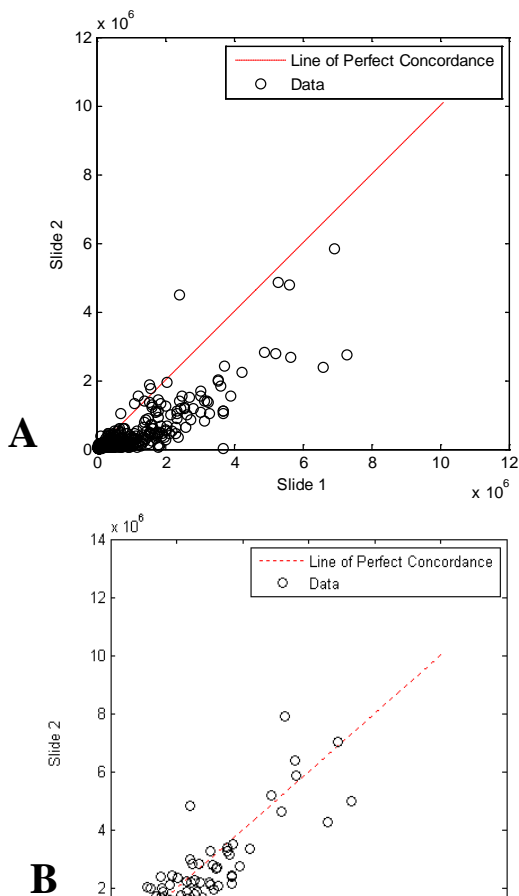 x 10^6
12
Line of Perfect Concordance
Data
10
8
6
Slide 2
4
2
A
0
0 2 4 6 8 10 12
Slide 1
x 10^6
x 10^6
14
Line of Perfect Concordance
Data
12
10
8
Slide 2
6
4
B
2